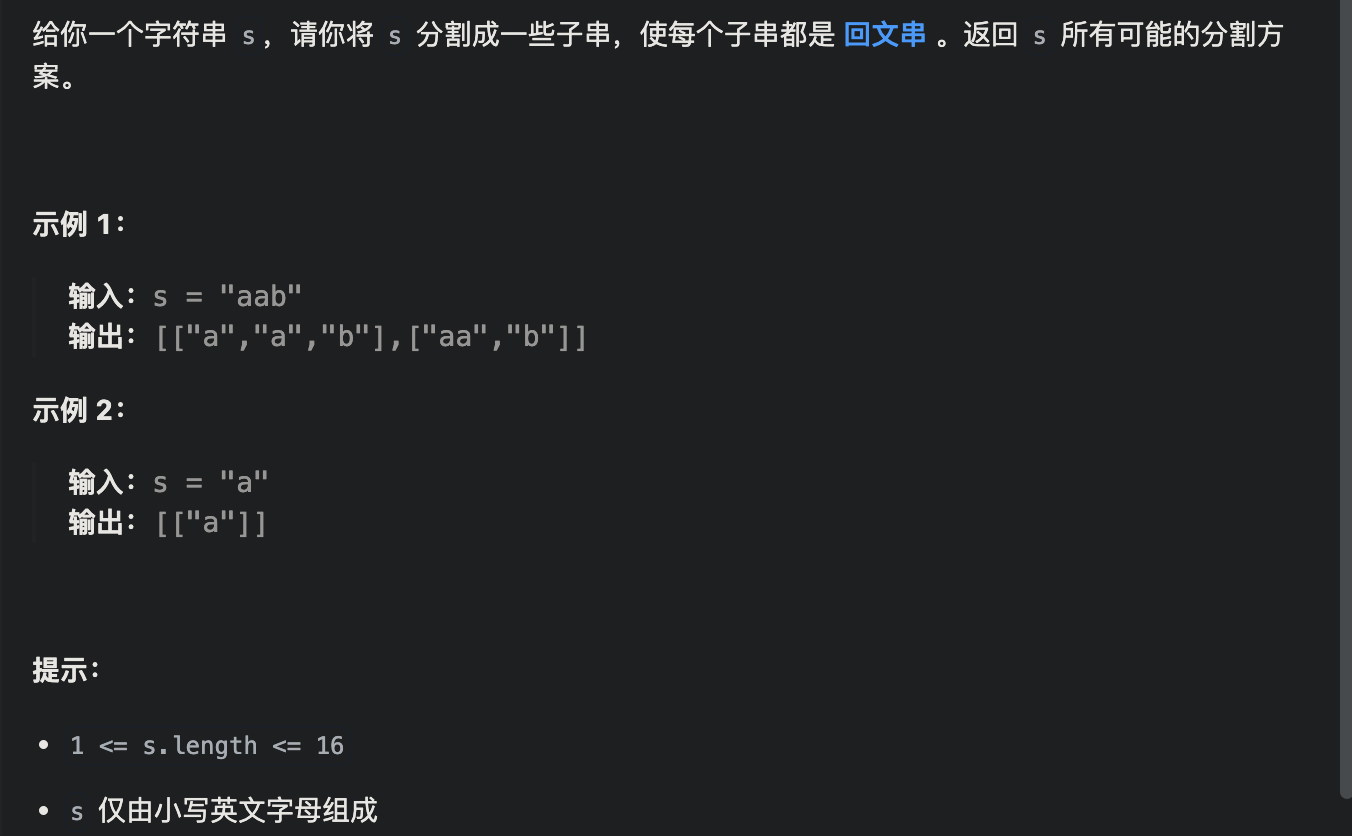 给你一个字符串 s，请你将 s 分割成一些子串，使每个子串都是 回文串 。返回 s 所有可能的分割方
案。
示例 1：
输入：s = "aab"
输出：[["a","a","b"],["aa","b"]]
示例 2：
输入：s = "a"
输出：[["a"]]
提示：
• 1 <= s.length <= 16
• s 仅由小写英文字母组成